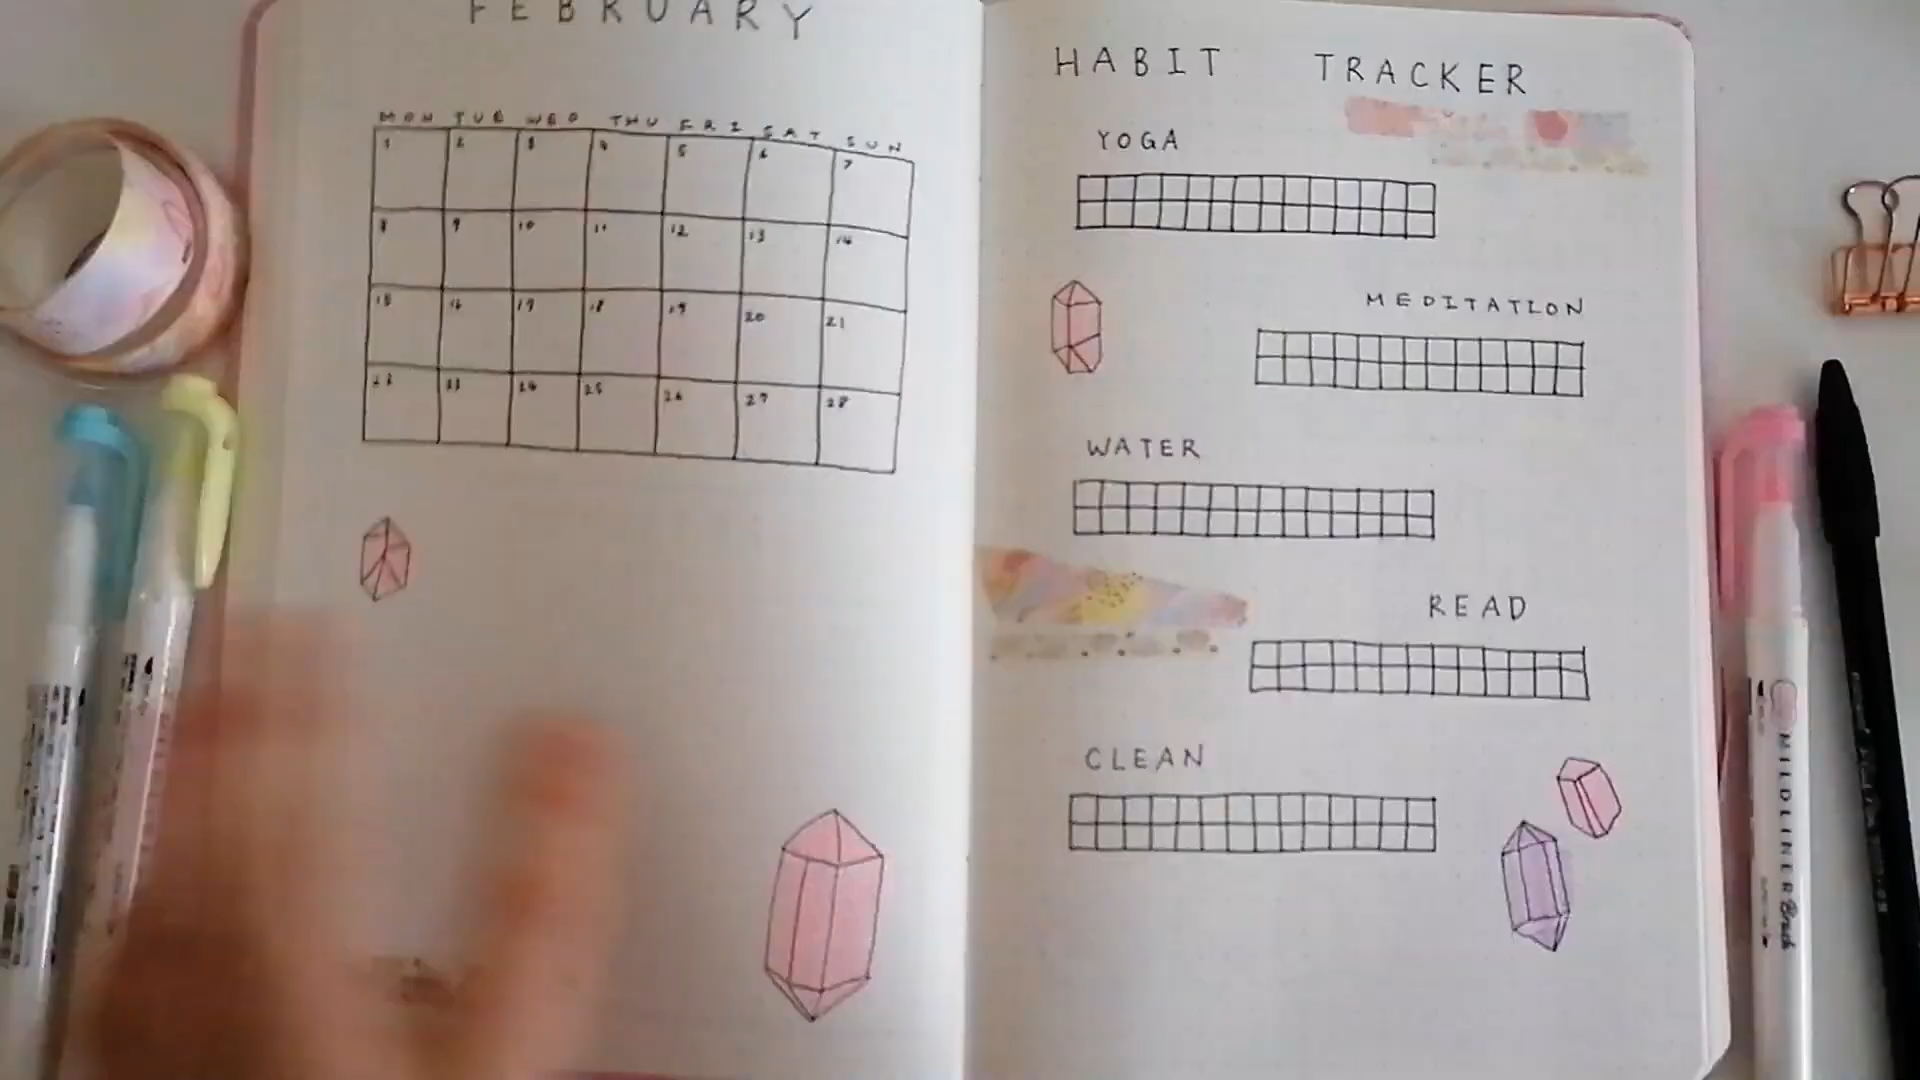 FEBRUARY
MON TUE WED THU FRI SAT SUN
1 2 3 4 5 6 7
8 9 10 11 12 13 14
15 16 17 18 19 20 21
22 23 24 25 26 27 28
HABIT TRACKER
YOGA
MEDITATION
WATER
READ
CLEAN
MILDLINER Brush